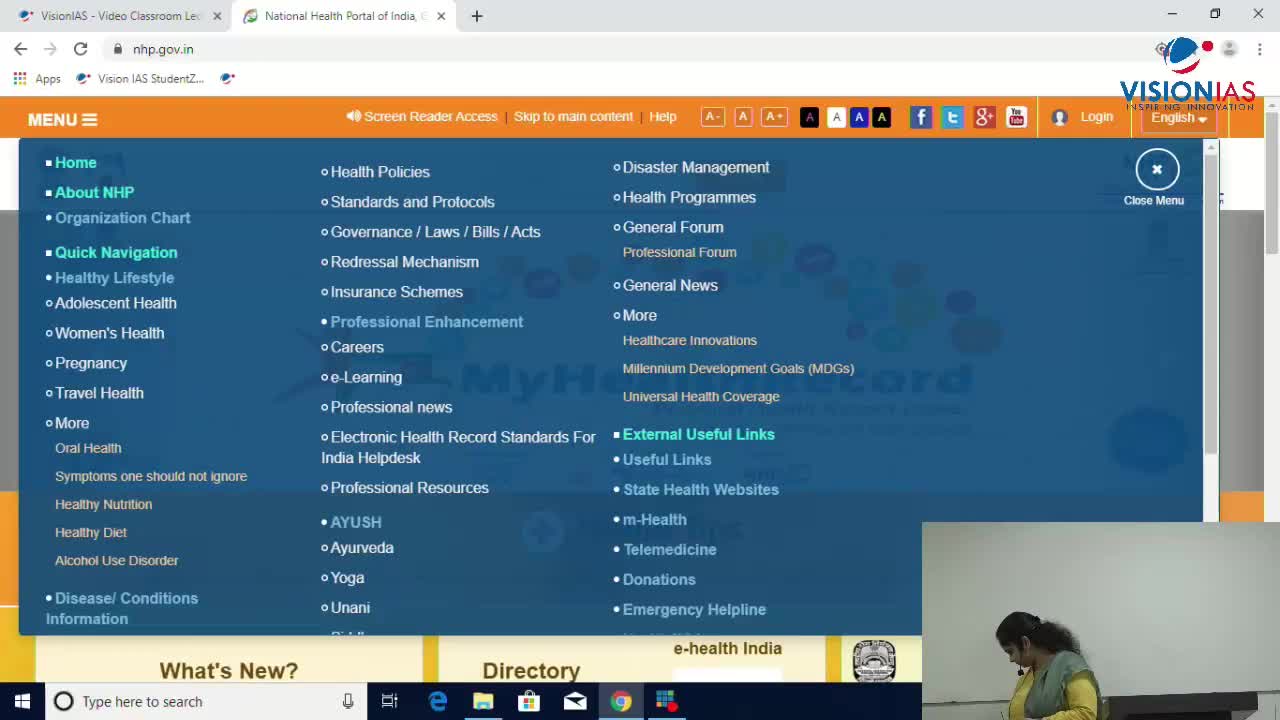 VisionIAS - Video Classroom Lec
National Health Portal of India,
nhp.gov.in
Apps
Vision IAS StudentZ...
VISIONIAS
INSPIRING INNOVATION
MENU
Screen Reader Access | Skip to main content | Help
A-
A
A+
A
A
A
A
Login
English
Close Menu
Home
About NHP
Organization Chart
Quick Navigation
Healthy Lifestyle
Adolescent Health
Women's Health
Pregnancy
Travel Health
More
Oral Health
Symptoms one should not ignore
Healthy Nutrition
Healthy Diet
Alcohol Use Disorder
Disease/ Conditions
Information
Health Policies
Standards and Protocols
Governance / Laws / Bills / Acts
Redressal Mechanism
Insurance Schemes
Professional Enhancement
Careers
e-Learning
Professional news
Electronic Health Record Standards For
India Helpdesk
Professional Resources
AYUSH
Ayurveda
Yoga
Unani
Disaster Management
Health Programmes
General Forum
Professional Forum
General News
More
Healthcare Innovations
Millennium Development Goals (MDGs)
Universal Health Coverage
External Useful Links
Useful Links
State Health Websites
m-Health
Telemedicine
Donations
Emergency Helpline
MyHealthRecord
What's New?
Directory
e-health India
Type here to search